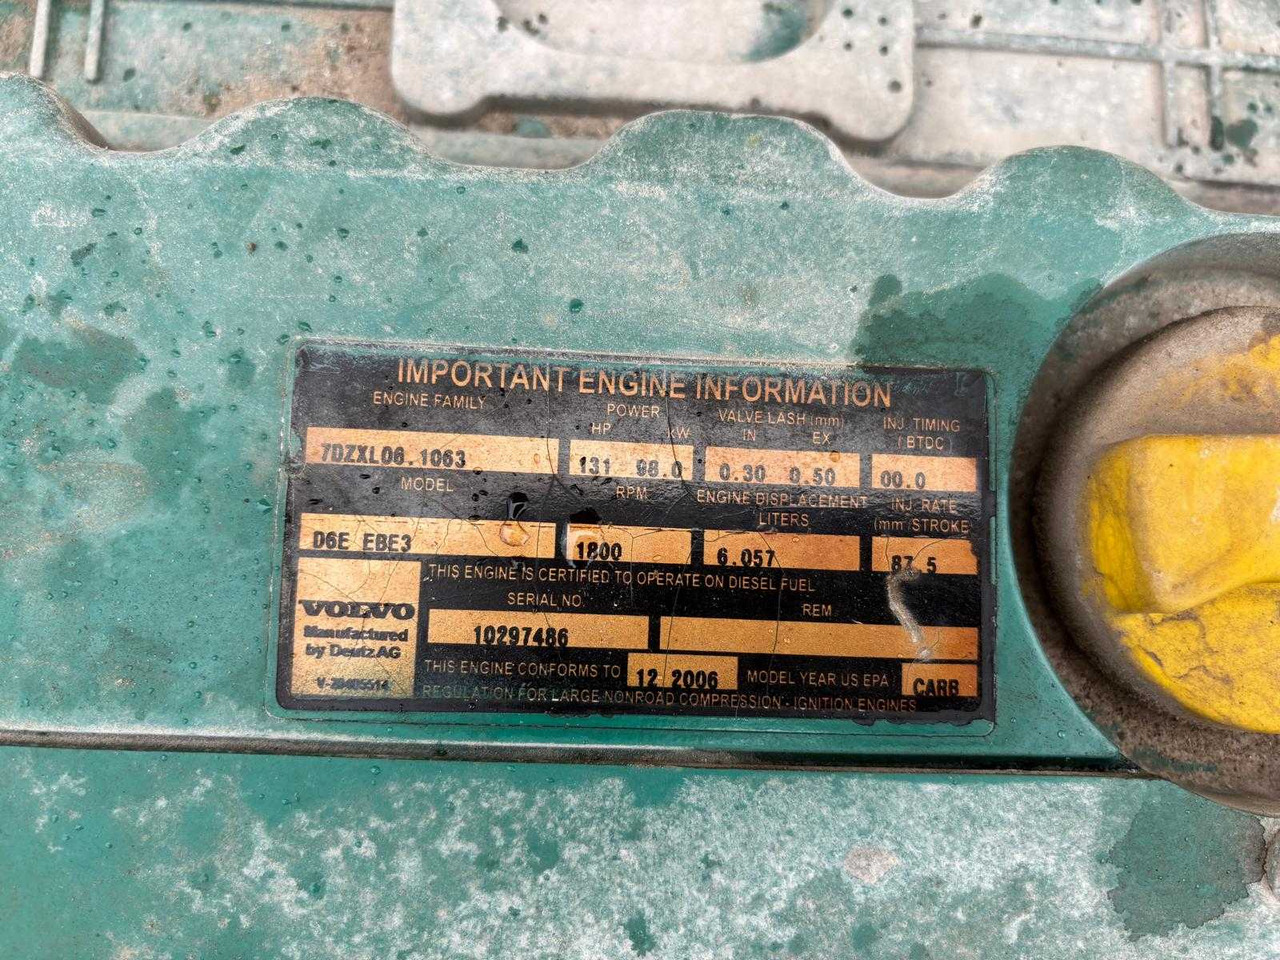 IMPORTANT ENGINE INFORMATION
ENGINE FAMILY POWER VALVE LASH (mm) INJ TIMING
HP kW IN EX (BTDC)
7DZXL06.1063 131 98.0 0.30 0.50 00.0
MODEL RPM ENGINE DISPLACEMENT INJ. RATE
LITERS (mm STROKE
D6E EBE3 1800 6.057 87.5
THIS ENGINE IS CERTIFIED TO OPERATE ON DIESEL FUEL
SERIAL NO. REM
VOLVO 10297486
Manufactured
by Deutz AG
THIS ENGINE CONFORMS TO 12 2006 MODEL YEAR US EPA CARB
REGULATION FOR LARGE NONROAD COMPRESSION - IGNITION ENGINES